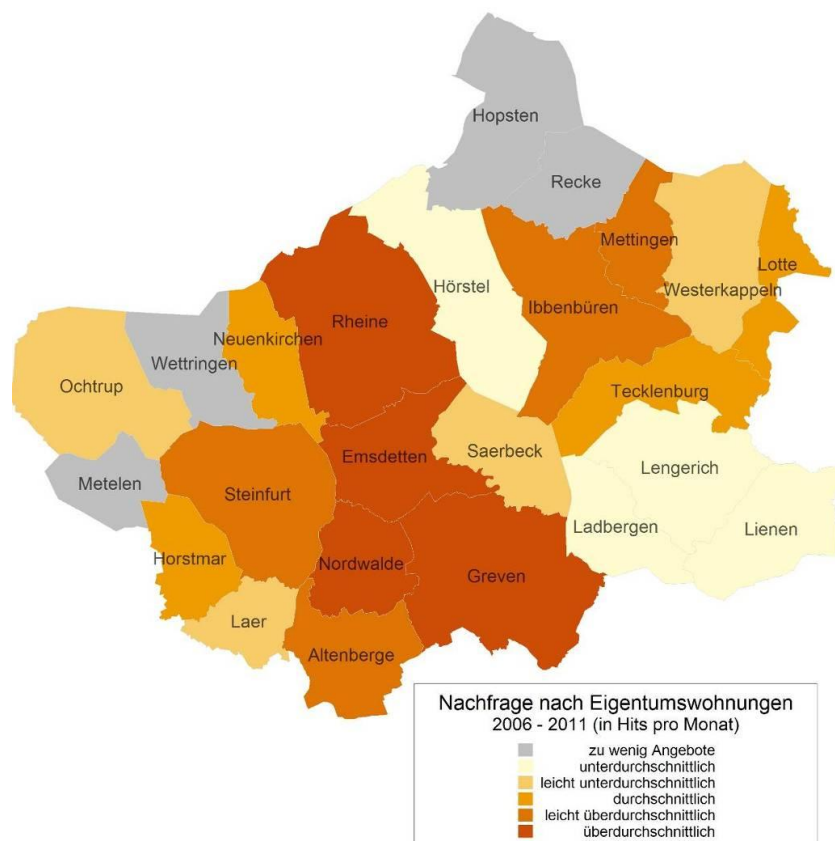 Hopsten
Recke
Mettingen
Lotte
Hörstel
Westerkappeln
Ibbenbüren
Rheine
Neuenkirchen
Wettringen
Ochtrup
Tecklenburg
Saerbeck
Emsdetten
Lengerich
Metelen
Steinfurt
Ladbergen
Lienen
Horstmar
Nordwalde
Greven
Laer
Altenberge
Nachfrage nach Eigentumswohnungen
2006 - 2011 (in Hits pro Monat)
zu wenig Angebote
unterdurchschnittlich
leicht unterdurchschnittlich
durchschnittlich
leicht überdurchschnittlich
überdurchschnittlich